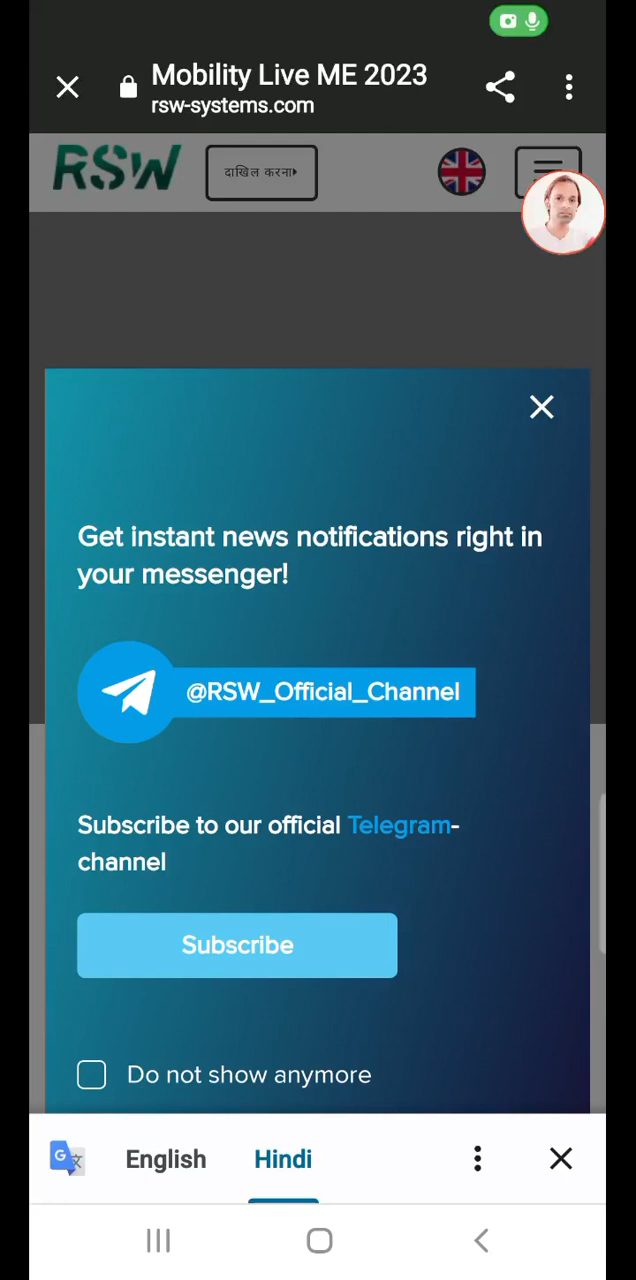 Mobility Live ME 2023
rsw-systems.com
RSW
दाखिल करना
Get instant news notifications right in
your messenger!
@RSW_Official_Channel
Subscribe to our official Telegram-
channel
Subscribe
Do not show anymore
G 文
English
Hindi